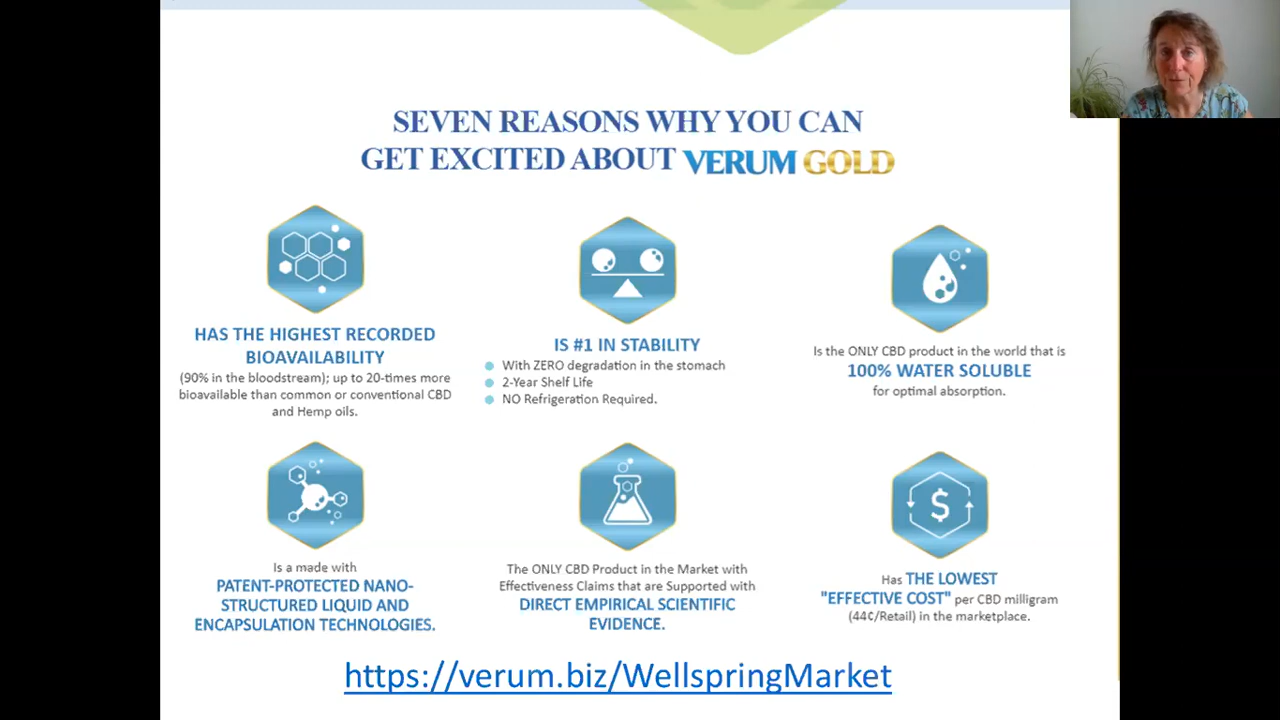 SEVEN REASONS WHY YOU CAN
GET EXCITED ABOUT VERUM GOLD
HAS THE HIGHEST RECORDED
BIOAVAILABILITY
(90% in the bloodstream); up to 20-times more
bioavailable than common or conventional CBD
and Hemp oils.
IS #1 IN STABILITY
With ZERO degradation in the stomach
2-Year Shelf Life
NO Refrigeration Required.
Is the ONLY CBD product in the world that is
100% WATER SOLUBLE
for optimal absorption.
Is a made with
PATENT-PROTECTED NANO-
STRUCTURED LIQUID AND
ENCAPSULATION TECHNOLOGIES.
The ONLY CBD Product in the Market with
Effectiveness Claims that are Supported with
DIRECT EMPIRICAL SCIENTIFIC
EVIDENCE.
$
Has THE LOWEST
"EFFECTIVE COST" per CBD milligram
(44¢/Retail) in the marketplace.
https://verum.biz/WellspringMarket